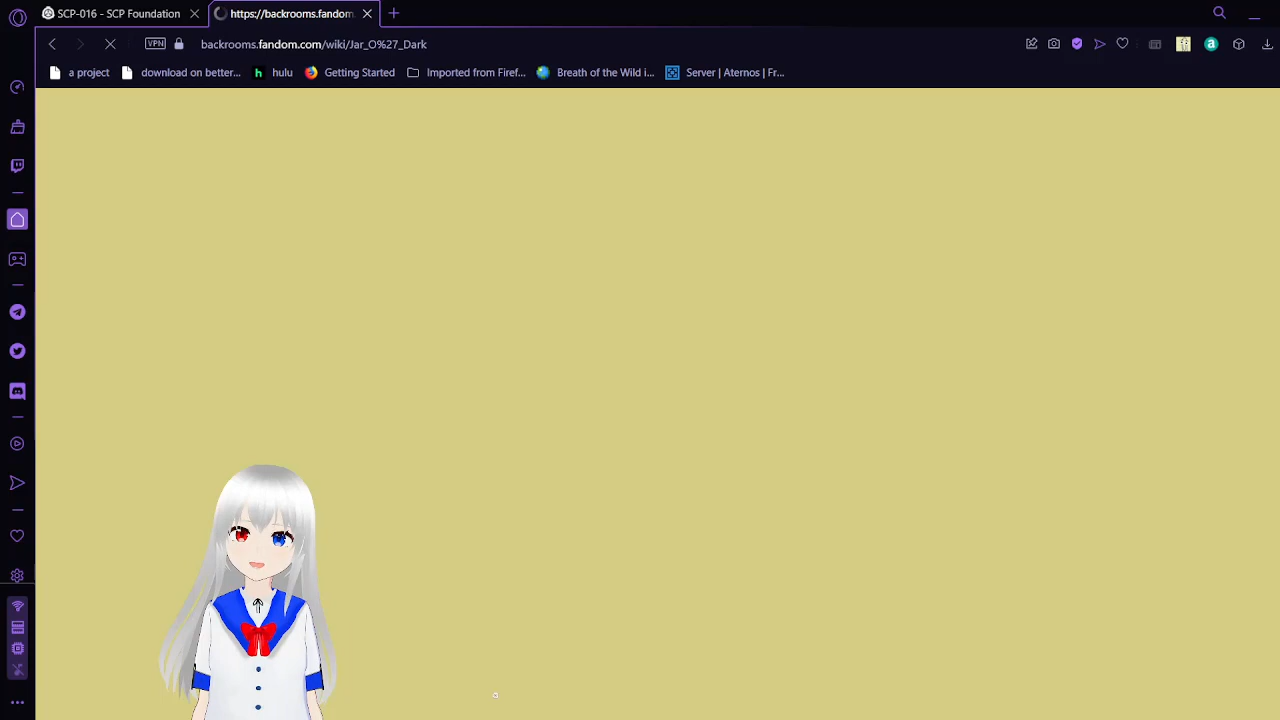 SCP-016 - SCP Foundation
https://backrooms.fandom
VPN
backrooms.fandom.com/wiki/Jar_O%27_Dark
a project
download on better...
h
hulu
Getting Started
Imported from Firef...
Breath of the Wild i...
Server | Aternos | Fr...
a